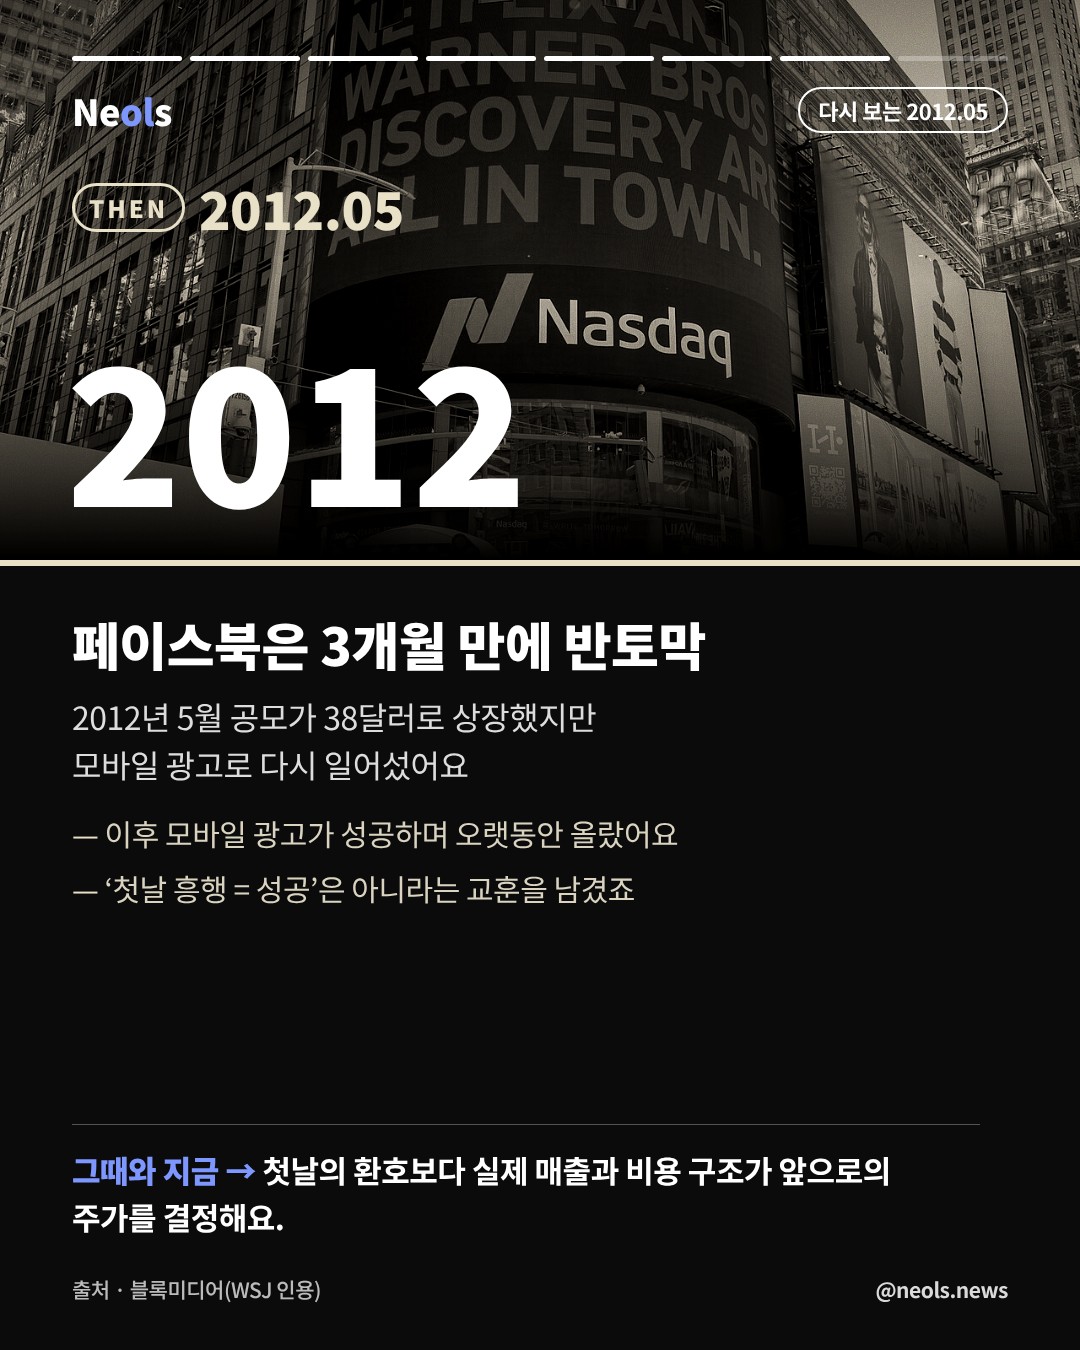 NETFLIX AND
WARNER BROS
DISCOVERY ARE
ALL IN TOWN.
Neols
다시 보는 2012.05
THEN 2012.05
Nasdaq
2012
Nasdaq
페이스북은 3개월 만에 반토막
2012년 5월 공모가 38달러로 상장했지만
모바일 광고로 다시 일어섰어요
— 이후 모바일 광고가 성공하며 오랫동안 올랐어요
— ‘첫날 흥행 = 성공’은 아니라는 교훈을 남겼죠
그때와 지금 → 첫날의 환호보다 실제 매출과 비용 구조가 앞으로의
주가를 결정해요.
출처 · 블록미디어(WSJ 인용)
@neols.news